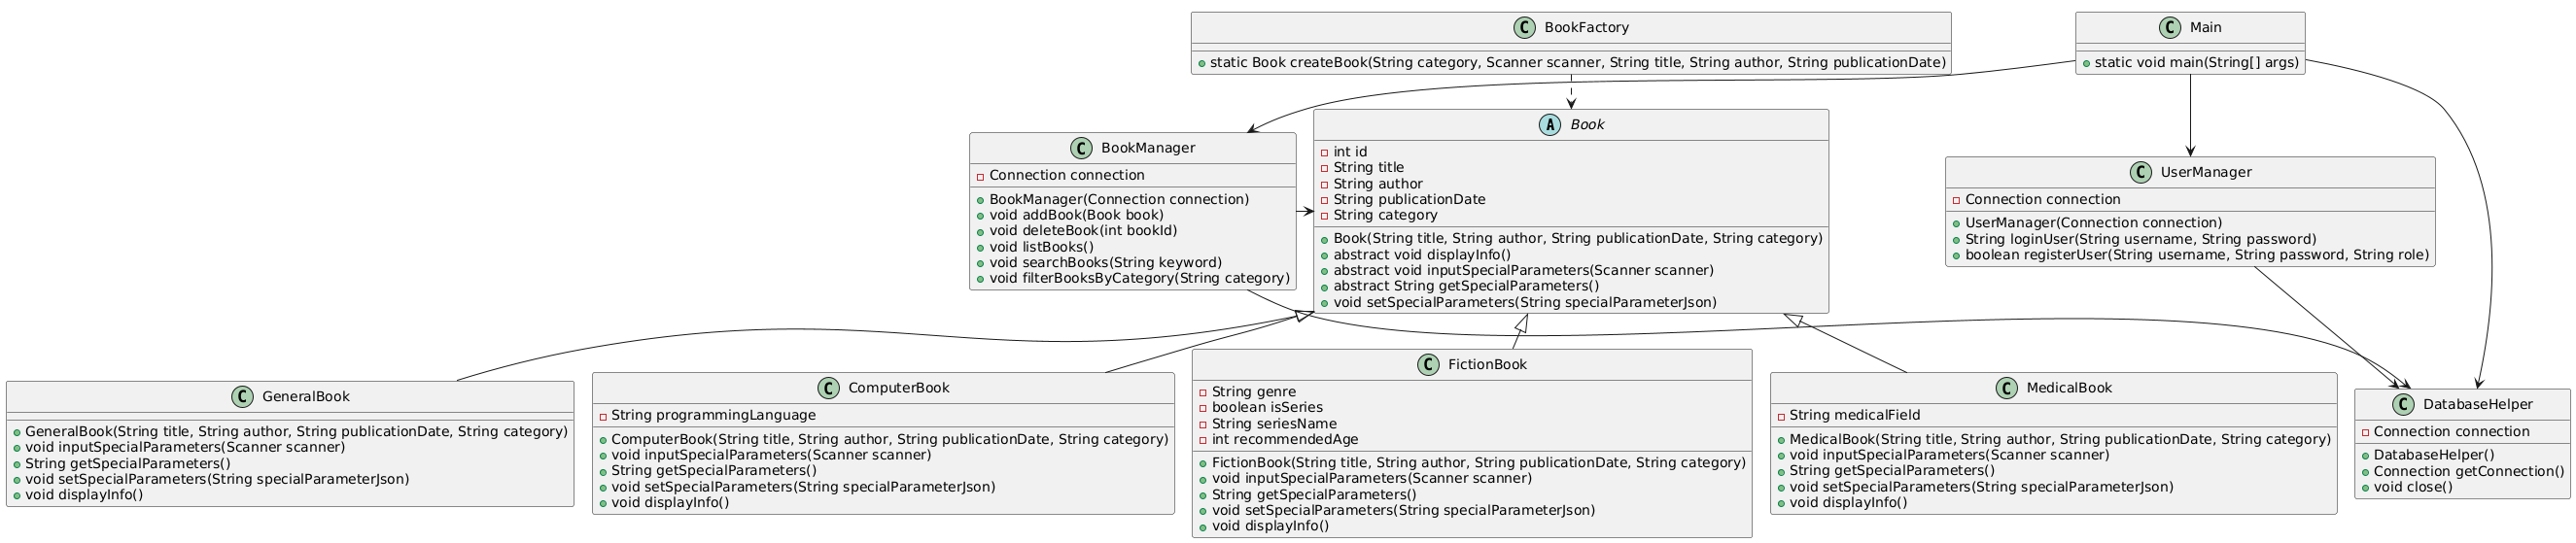 BookFactory
static Book createBook(String category, Scanner scanner, String title, String author, String publicationDate)
Main
static void main(String[] args)
BookManager
Connection connection
BookManager(Connection connection)
void addBook(Book book)
void deleteBook(int bookId)
void listBooks()
void searchBooks(String keyword)
void filterBooksByCategory(String category)
Book
int id
String title
String author
String publicationDate
String category
Book(String title, String author, String publicationDate, String category)
abstract void displayInfo()
abstract void inputSpecialParameters(Scanner scanner)
abstract String getSpecialParameters()
void setSpecialParameters(String specialParameterJson)
UserManager
Connection connection
UserManager(Connection connection)
String loginUser(String username, String password)
boolean registerUser(String username, String password, String role)
GeneralBook
GeneralBook(String title, String author, String publicationDate, String category)
void inputSpecialParameters(Scanner scanner)
String getSpecialParameters()
void setSpecialParameters(String specialParameterJson)
void displayInfo()
ComputerBook
String programmingLanguage
ComputerBook(String title, String author, String publicationDate, String category)
void inputSpecialParameters(Scanner scanner)
String getSpecialParameters()
void setSpecialParameters(String specialParameterJson)
void displayInfo()
FictionBook
String genre
boolean isSeries
String seriesName
int recommendedAge
FictionBook(String title, String author, String publicationDate, String category)
void inputSpecialParameters(Scanner scanner)
String getSpecialParameters()
void setSpecialParameters(String specialParameterJson)
void displayInfo()
MedicalBook
String medicalField
MedicalBook(String title, String author, String publicationDate, String category)
void inputSpecialParameters(Scanner scanner)
String getSpecialParameters()
void setSpecialParameters(String specialParameterJson)
void displayInfo()
DatabaseHelper
Connection connection
DatabaseHelper()
Connection getConnection()
void close()